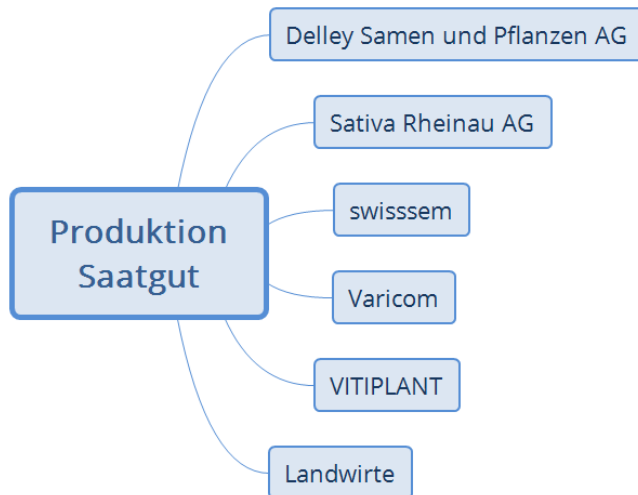 Delley Samen und Pflanzen AG
Sativa Rheinau AG
swisssem
Produktion
Saatgut
Varicom
VITIPLANT
Landwirte